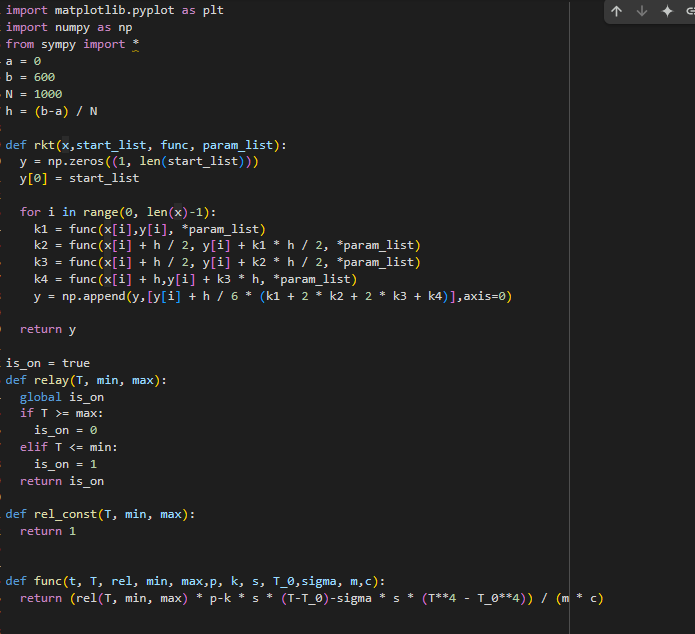 import matplotlib.pyplot as plt
import numpy as np
from sympy import *
a = 0
b = 600
N = 1000
h = (b-a) / N
def rkt(x,start_list, func, param_list):
y = np.zeros((1, len(start_list)))
y[0] = start_list
for i in range(0, len(x)-1):
k1 = func(x[i],y[i], *param_list)
k2 = func(x[i] + h / 2, y[i] + k1 * h / 2, *param_list)
k3 = func(x[i] + h / 2, y[i] + k2 * h / 2, *param_list)
k4 = func(x[i] + h,y[i] + k3 * h, *param_list)
y = np.append(y,[y[i] + h / 6 * (k1 + 2 * k2 + 2 * k3 + k4)],axis=0)
return y
is_on = true
def relay(T, min, max):
global is_on
if T >= max:
is_on = 0
elif T <= min:
is_on = 1
return is_on
def rel_const(T, min, max):
return 1
def func(t, T, rel, min, max,p, k, s, T_0,sigma, m,c):
return (rel(T, min, max) * p-k * s * (T-T_0)-sigma * s * (T**4 - T_0**4)) / (m * c)